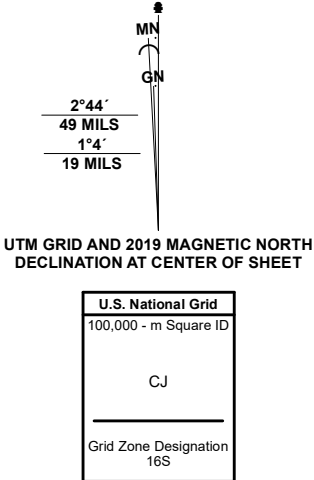 MN
GN
2°44´
49 MILS
1°4´
19 MILS
UTM GRID AND 2019 MAGNETIC NORTH
DECLINATION AT CENTER OF SHEET
U.S. National Grid
100,000 - m Square ID
CJ
Grid Zone Designation
16S